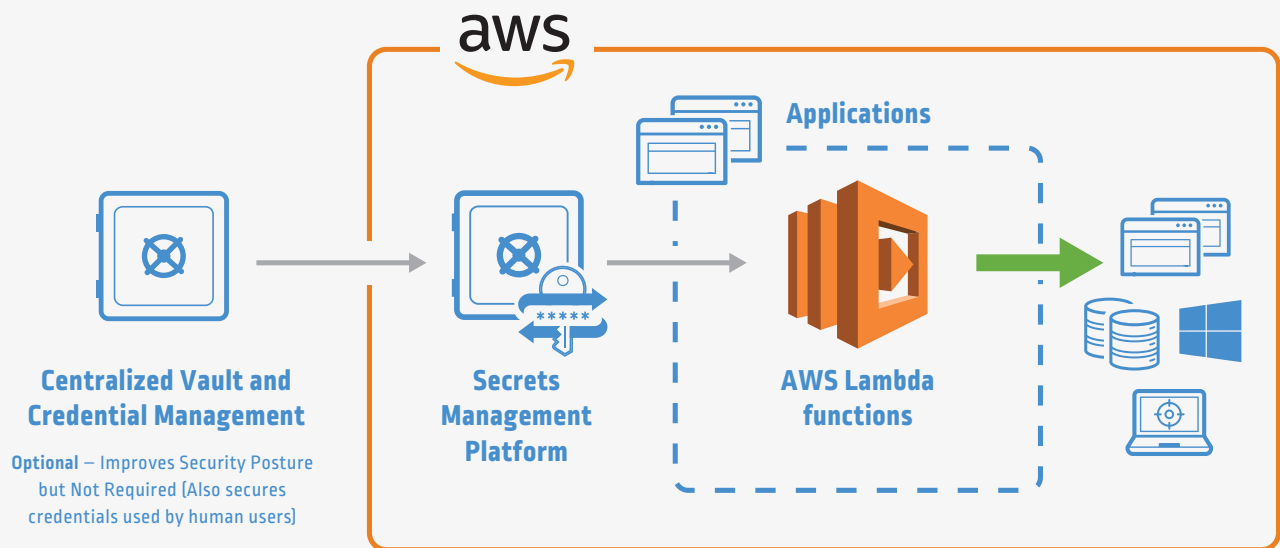 aws
Applications
*****
Centralized Vault and
Credential Management
Optional – Improves Security Posture
but Not Required (Also secures
credentials used by human users)
Secrets
Management
Platform
AWS Lambda
functions